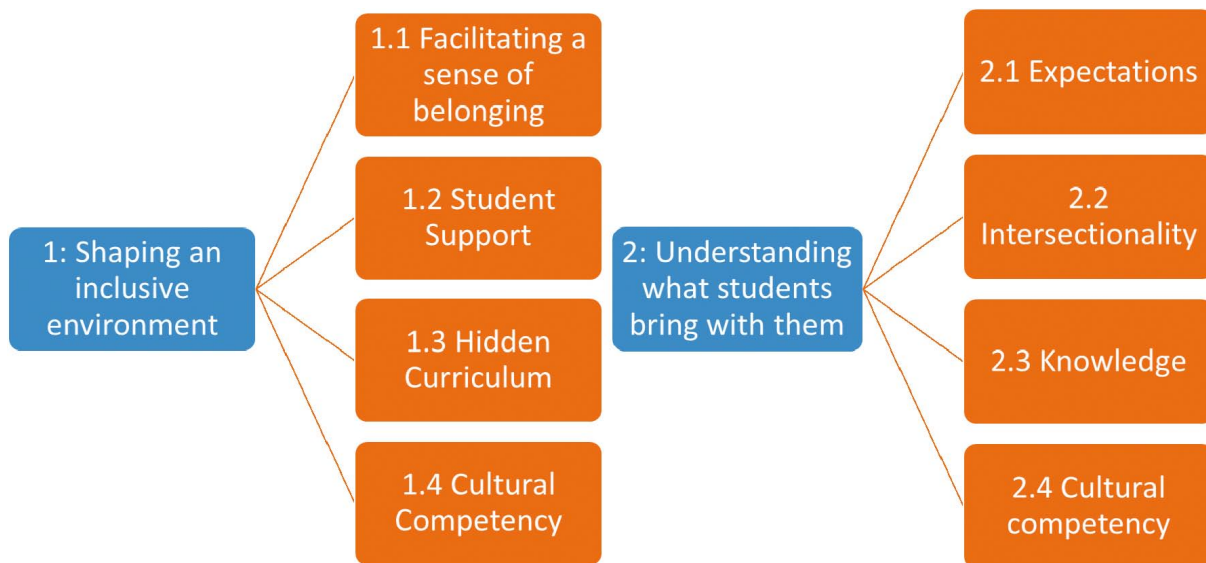 1: Shaping an
inclusive
environment
1.1 Facilitating a
sense of
belonging
1.2 Student
Support
1.3 Hidden
Curriculum
1.4 Cultural
Competency
2: Understanding
what students
bring with them
2.1 Expectations
2.2
Intersectionality
2.3 Knowledge
2.4 Cultural
competency